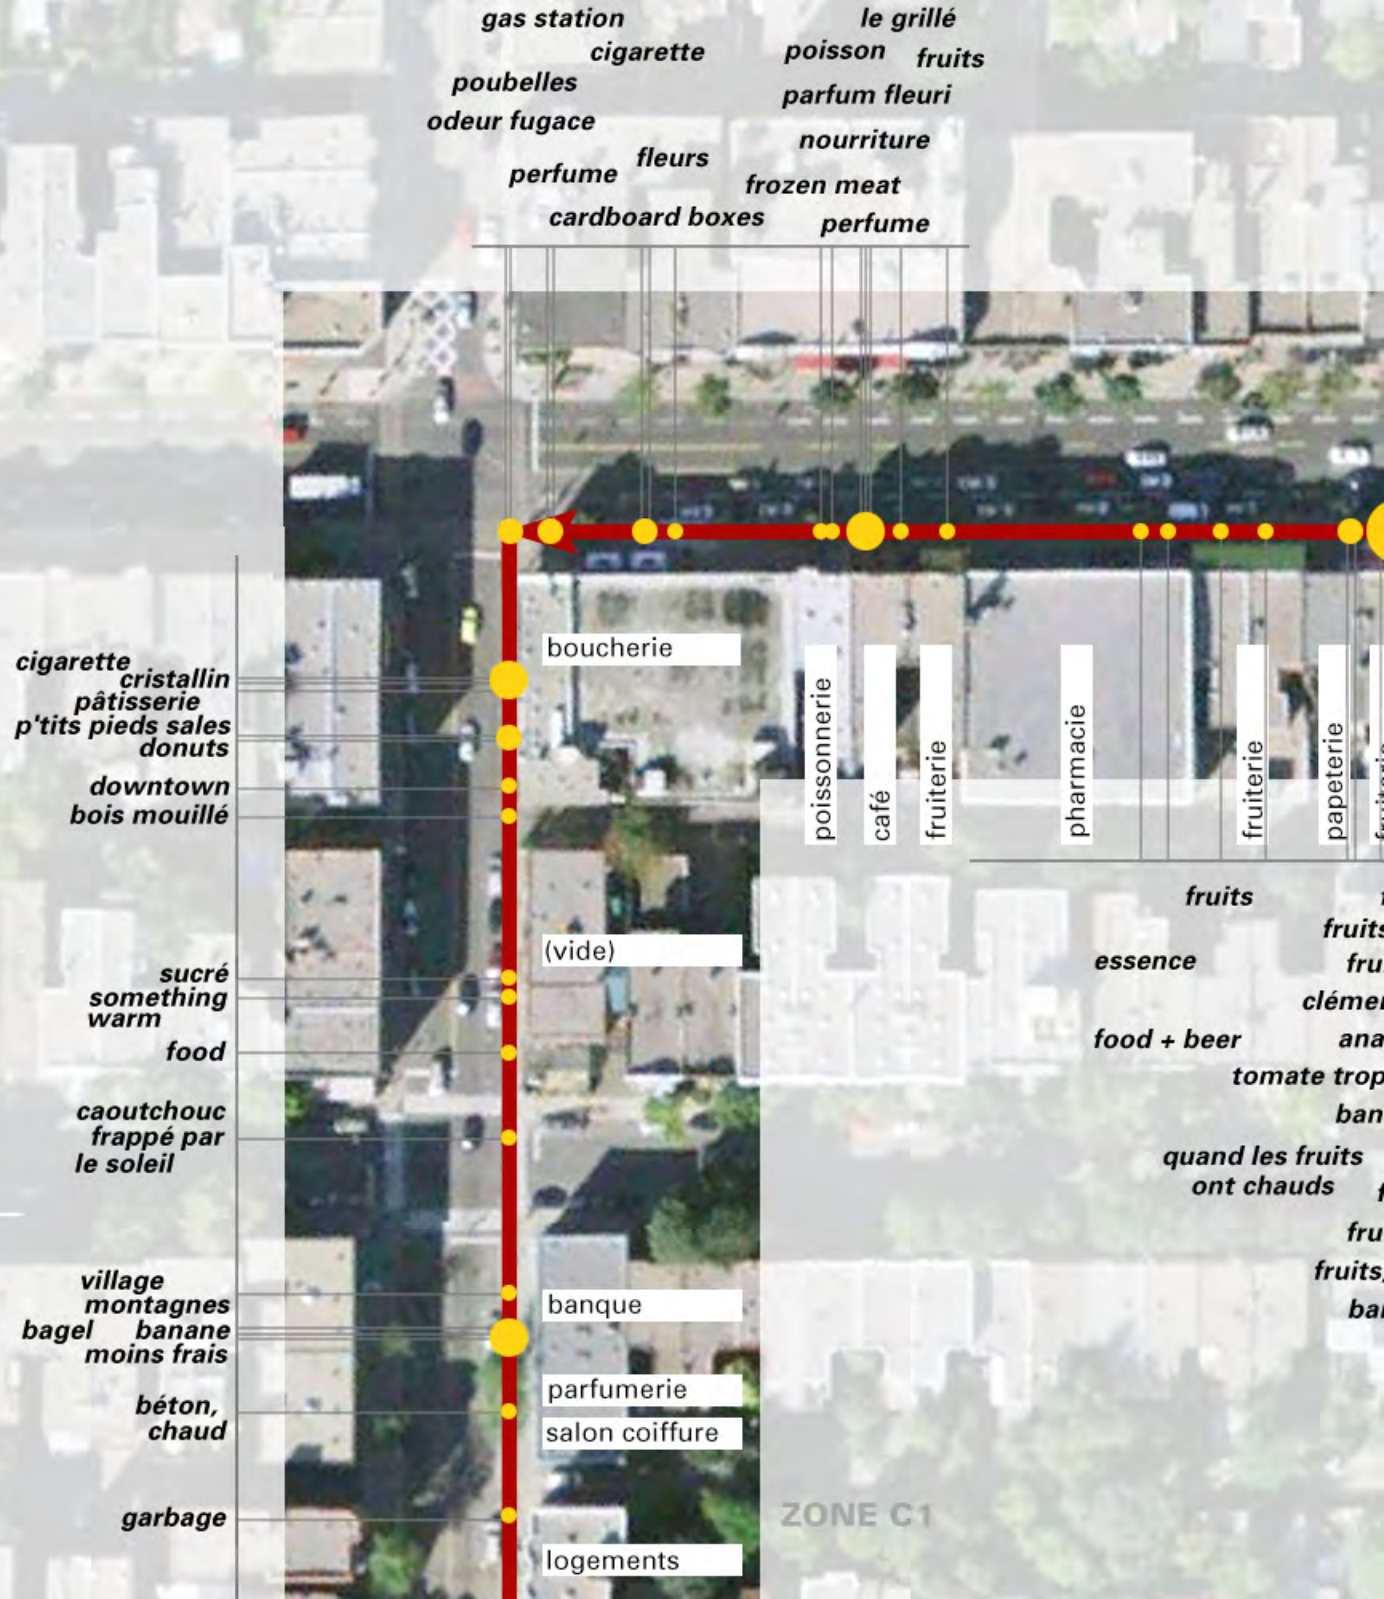 gas station
le grillé
cigarette
poisson
fruits
poubelles
parfum fleuri
odeur fugace
nourriture
fleurs
perfume
frozen meat
cardboard boxes
perfume
boucherie
cigarette
cristallin
pâtisserie
p'tits pieds sales
donuts
downtown
bois mouillé
poissonnerie
café
fruiterie
pharmacie
fruiterie
papeterie
fruiterie
fruits
fruits
(vide)
essence
sucré
something
warm
food + beer
food
tomate trop
caoutchouc
frappé par
le soleil
quand les fruits
ont chauds
village
montagnes
bagel banane
moins frais
fruits,
banque
parfumerie
béton,
chaud
salon coiffure
garbage
ZONE C1
logements